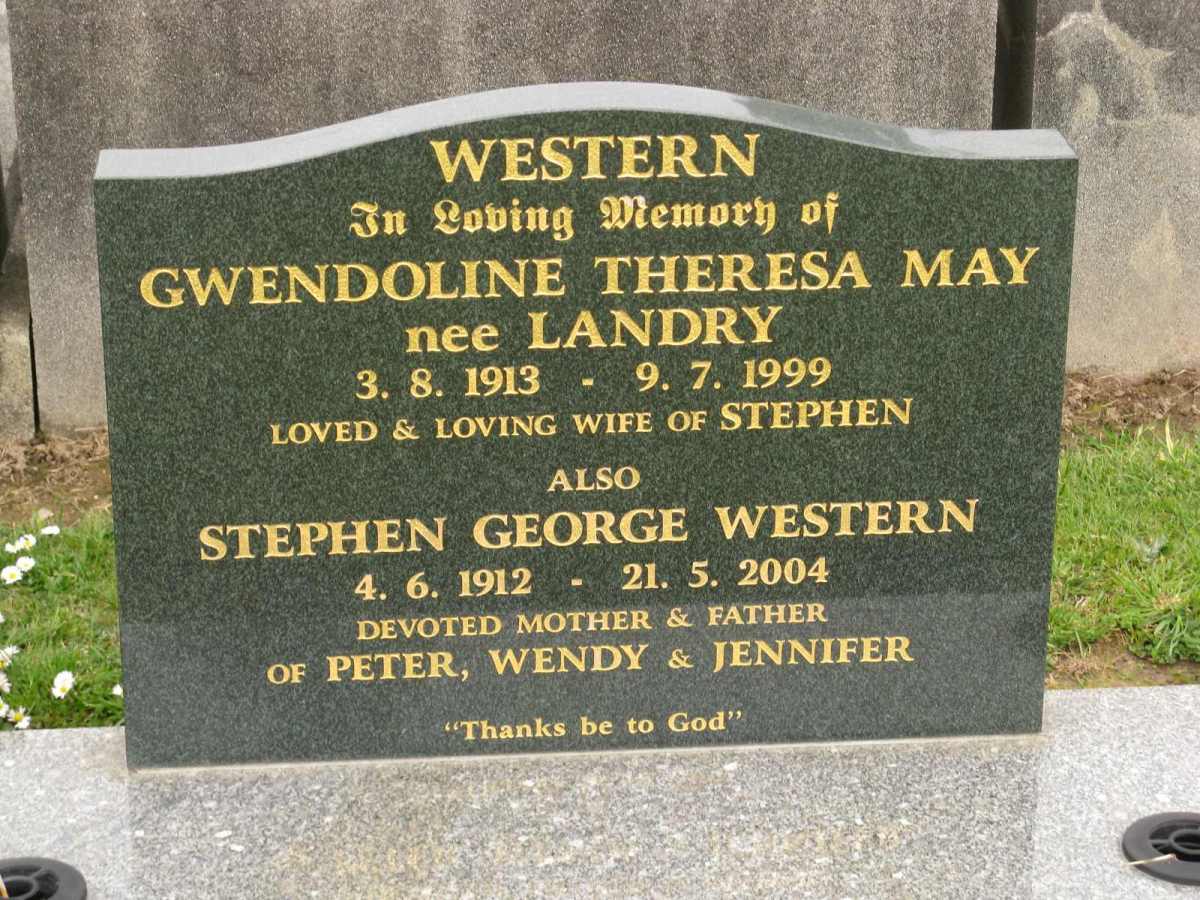 WESTERN
In Loving Memory of
GWENDOLINE THERESA MAY
nee LANDRY
3. 8. 1913 - 9. 7. 1999
LOVED & LOVING WIFE OF STEPHEN
ALSO
STEPHEN GEORGE WESTERN
4. 6. 1912 - 21. 5. 2004
DEVOTED MOTHER & FATHER
OF PETER, WENDY & JENNIFER
“Thanks be to God”